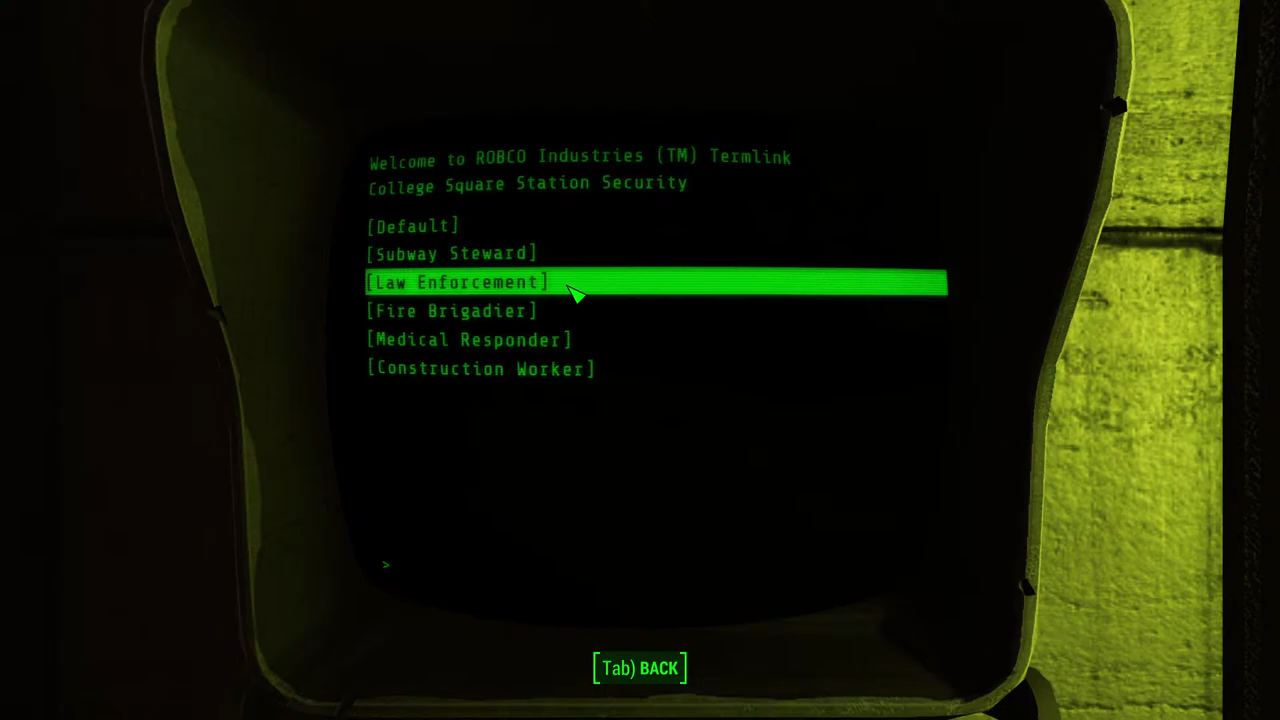 Welcome to ROBCO Industries (TM) Termlink
College Square Station Security
[Default]
[Subway Steward]
[Law Enforcement]
[Fire Brigadier]
[Medical Responder]
[Construction Worker]
>
[Tab) BACK]